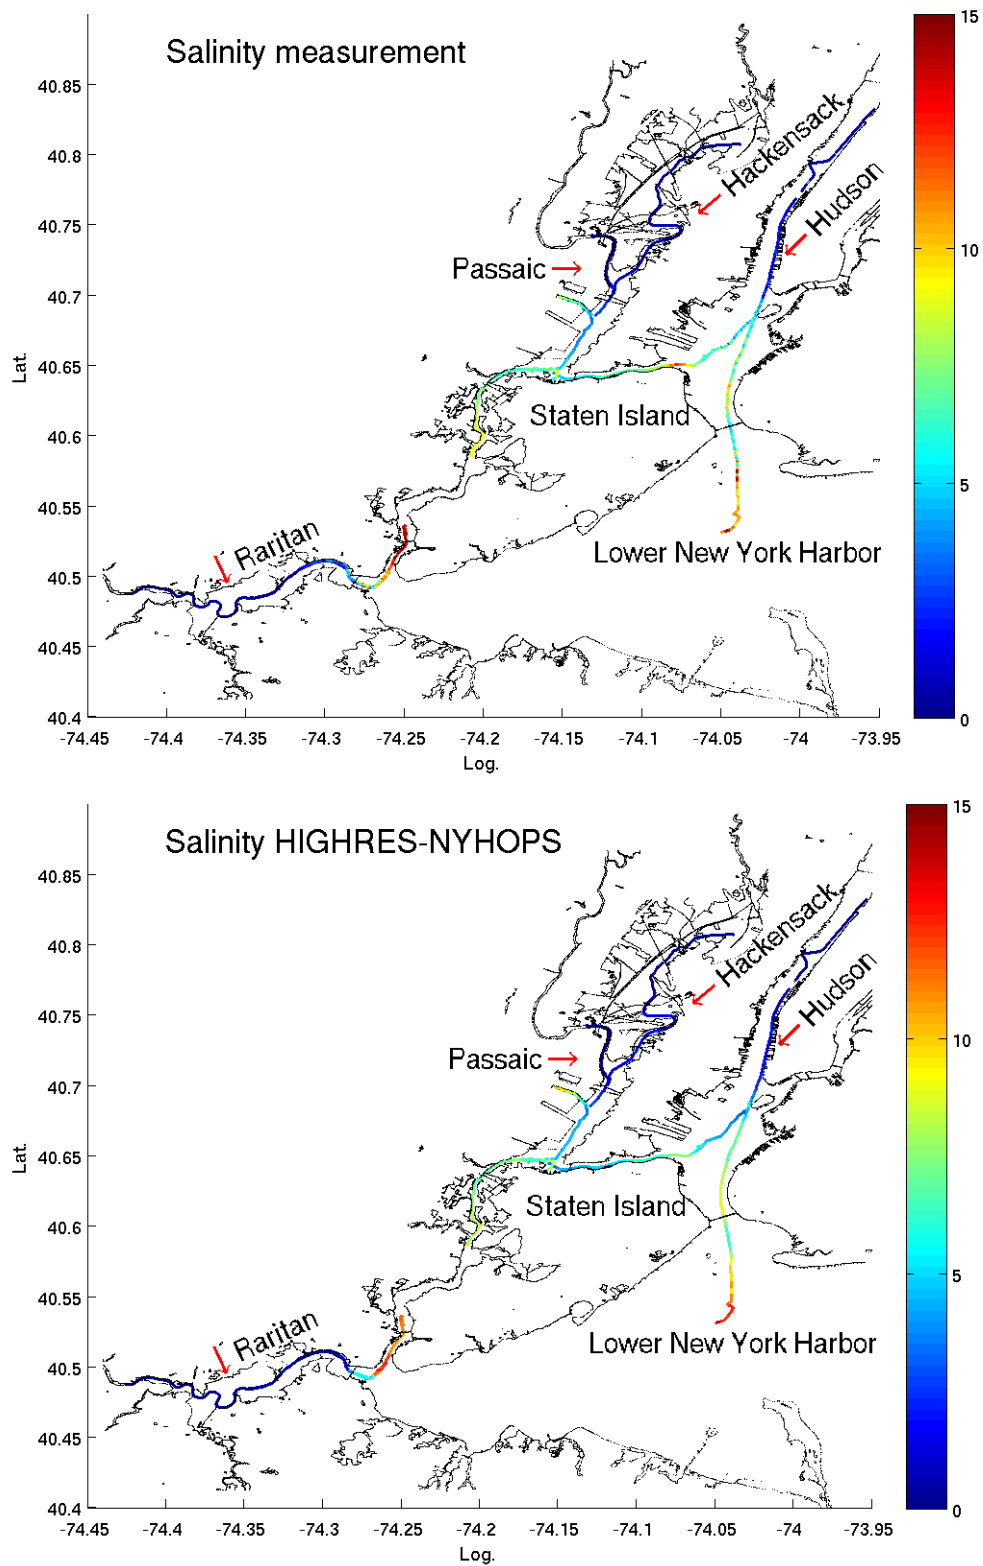 Salinity measurement
15
10
5
0
40.85
40.8
40.75
40.7
40.65
40.6
40.55
40.5
40.45
40.4
Lat.
Hackensack
Hudson
Passaic
Staten Island
Lower New York Harbor
Raritan
-74.45 -74.4 -74.35 -74.3 -74.25 -74.2 -74.15 -74.1 -74.05 -74 -73.95
Log.
Salinity HIGHRES-NYHOPS
15
10
5
0
40.85
40.8
40.75
40.7
40.65
40.6
40.55
40.5
40.45
40.4
Lat.
Hackensack
Hudson
Passaic
Staten Island
Lower New York Harbor
Raritan
-74.45 -74.4 -74.35 -74.3 -74.25 -74.2 -74.15 -74.1 -74.05 -74 -73.95
Log.